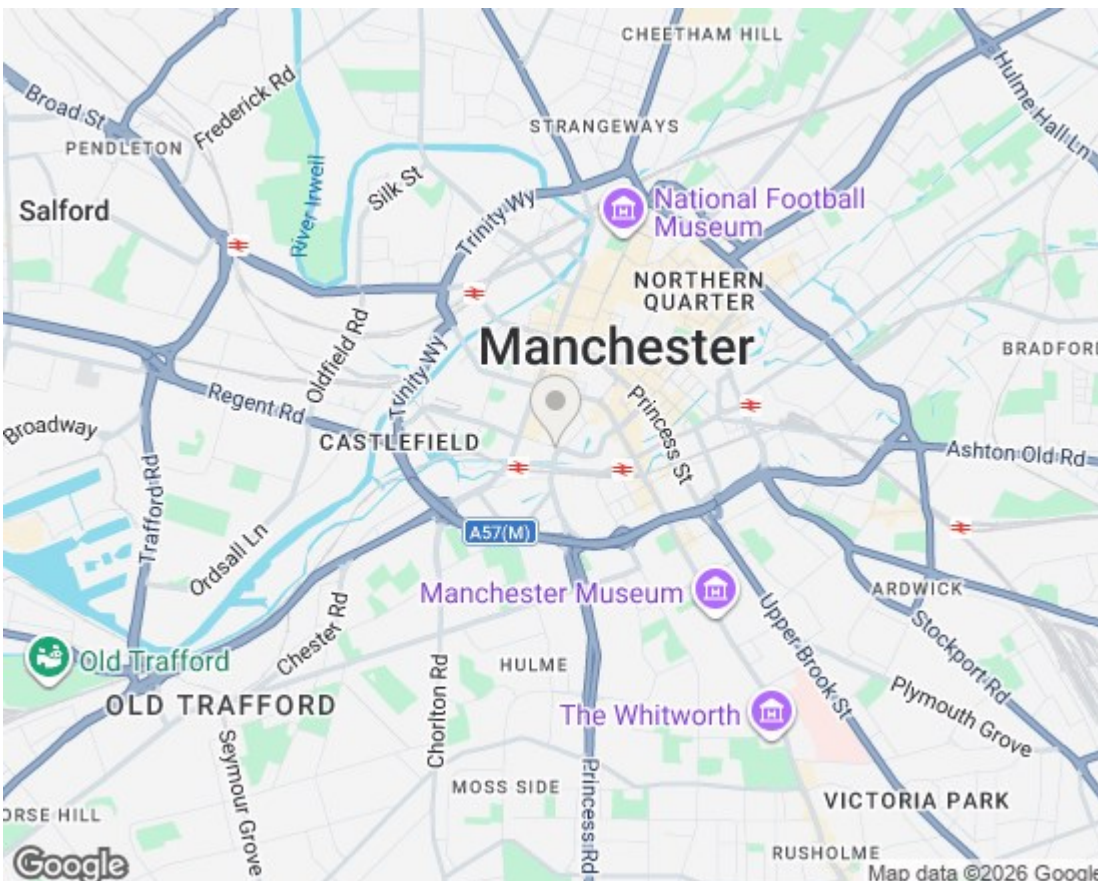 CHEETHAM HILL
Hulme Hall Ln
Frederick Rd
Broad St
PENDLETON
STRANGEWAYS
Silk St
Salford
River Irwell
Trinity Wy
National Football
Museum
NORTHERN
QUARTER
Manchester
BRADFORD
Oldfield Rd
Trinity Wy
Regent Rd
Princess St
Broadway
CASTLEFIELD
Ashton Old Rd
Trafford Rd
A57(M)
Ordsall Ln
Manchester Museum
ARDWICK
Chester Rd
Upper Brook St
Stockport Rd
Old Trafford
HULME
Chorlton Rd
OLD TRAFFORD
The Whitworth
Plymouth Grove
Seymour Grove
MOSS SIDE
Princess Rd
VICTORIA PARK
ORSE HILL
RUSHOLME
Google
Map data ©2026 Google